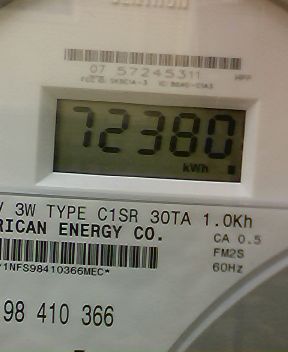 07 57245311
72380
kWh
V 3W TYPE C1SR 30TA 1.0Kh
RICAN ENERGY CO.
CA 0.5
FM2S
60Hz
1NFS98410366MEC*
98 410 366